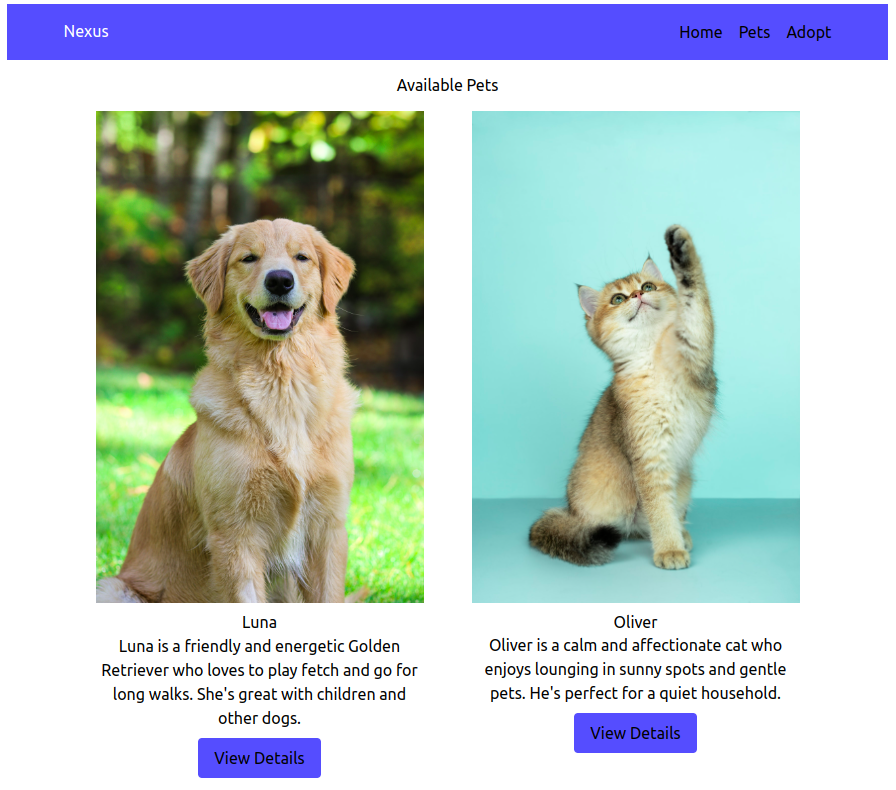 Nexus
Home Pets Adopt
Available Pets
Luna
Luna is a friendly and energetic Golden
Retriever who loves to play fetch and go for
long walks. She's great with children and
other dogs.
View Details
Oliver
Oliver is a calm and affectionate cat who
enjoys lounging in sunny spots and gentle
pets. He's perfect for a quiet household.
View Details